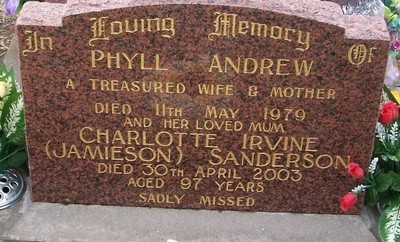 In Loving Memory Of
PHYLL ANDREW
A TREASURED WIFE & MOTHER
DIED 11TH MAY 1979
AND HER LOVED MUM
CHARLOTTE IRVINE
(JAMIESON) SANDERSON
DIED 30TH APRIL 2003
AGED 97 YEARS
SADLY MISSED